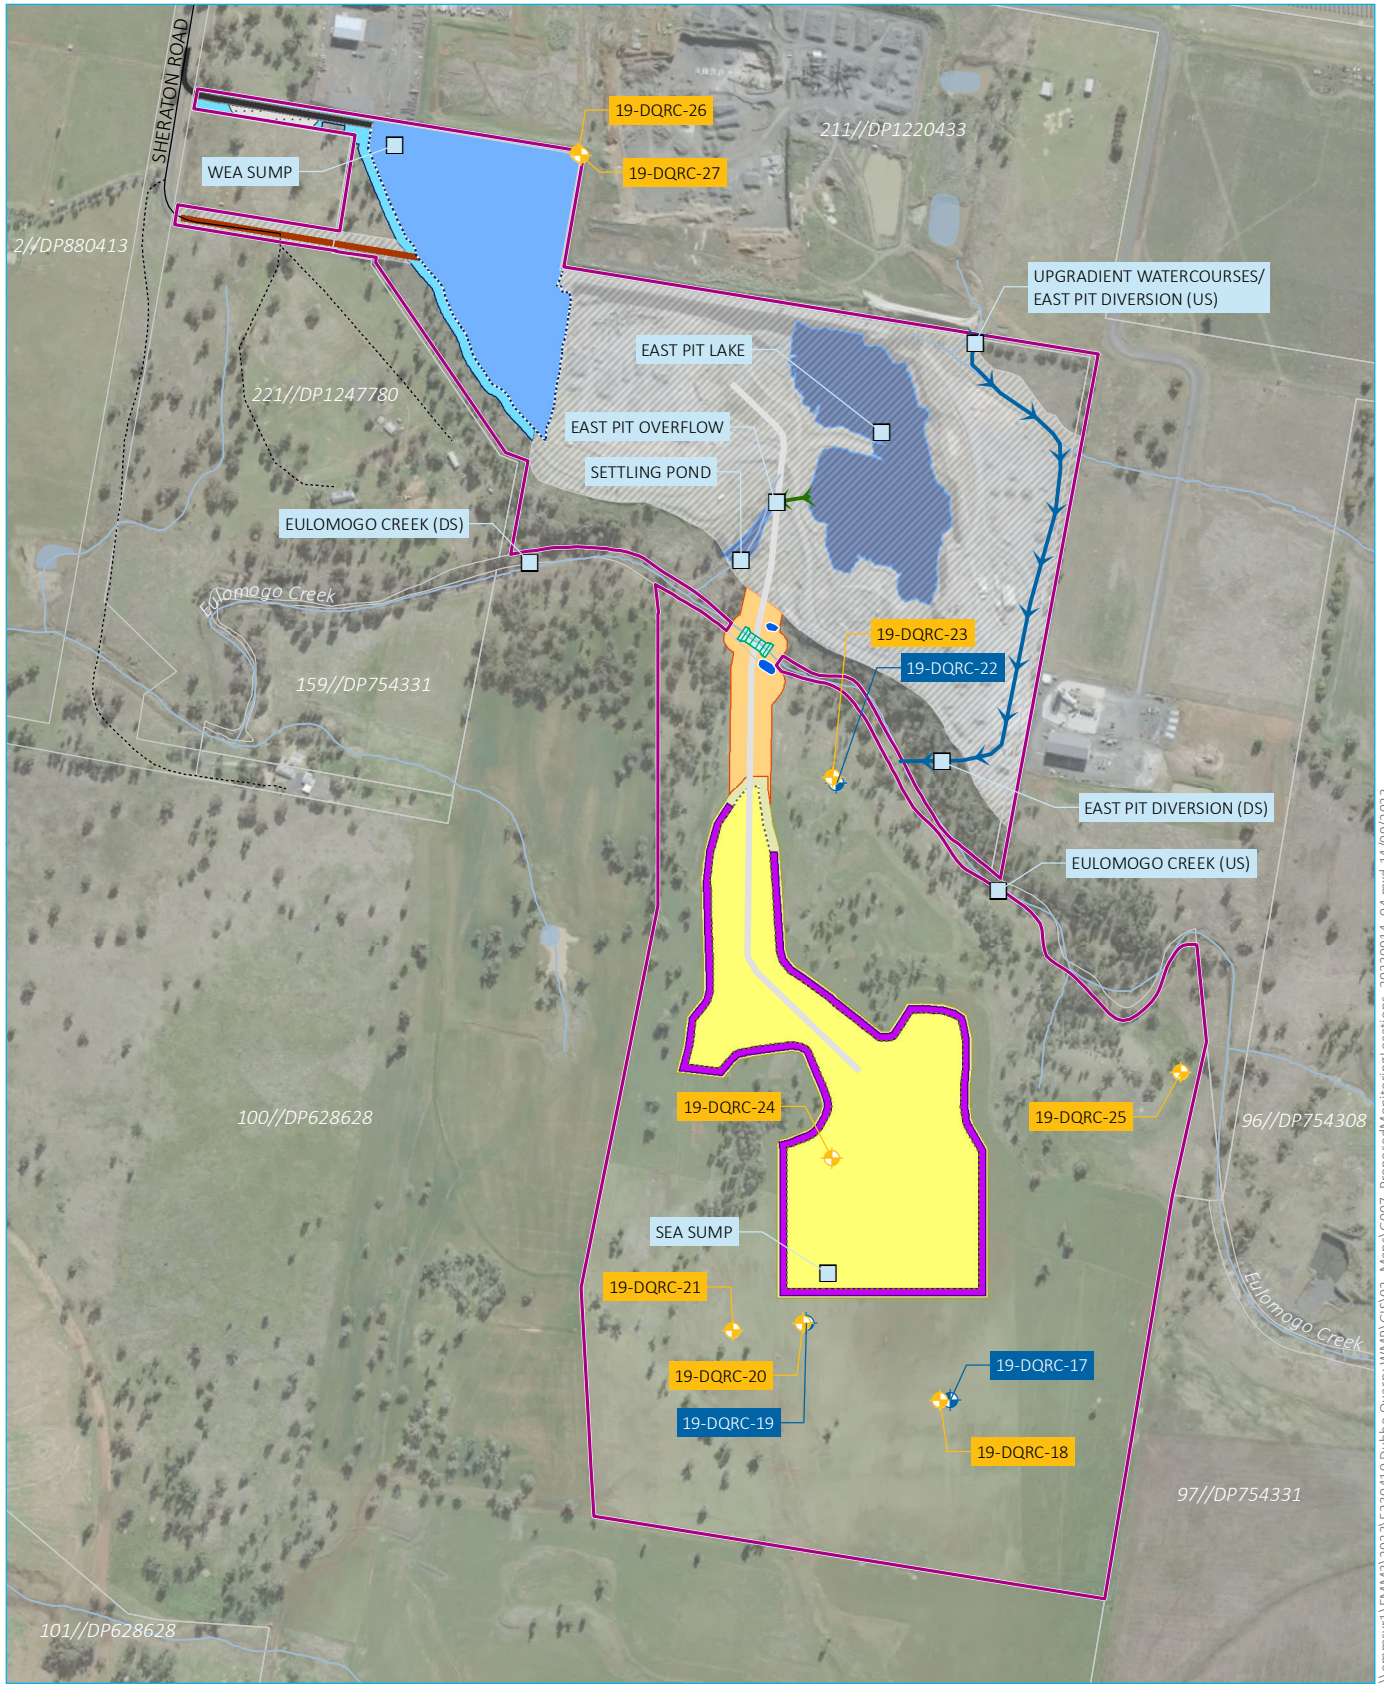 SHERATON ROAD
19-DQRC-26
211//DP1220433
WEA SUMP
19-DQRC-27
2//DP880413
UPGRADIENT WATERCOURSES/
EAST PIT DIVERSION (US)
EAST PIT LAKE
221//DP1247780
EAST PIT OVERFLOW
SETTLING POND
EULOMOGO CREEK (DS)
Eulomogo Creek
19-DQRC-23
19-DQRC-22
159//DP754331
EAST PIT DIVERSION (DS)
EULOMOGO CREEK (US)
19-DQRC-24
19-DQRC-25
100//DP628628
96//DP754308
SEA SUMP
19-DQRC-21
Eulomogo Creek
19-DQRC-20
19-DQRC-17
19-DQRC-19
19-DQRC-18
97//DP754331
101//DP628628